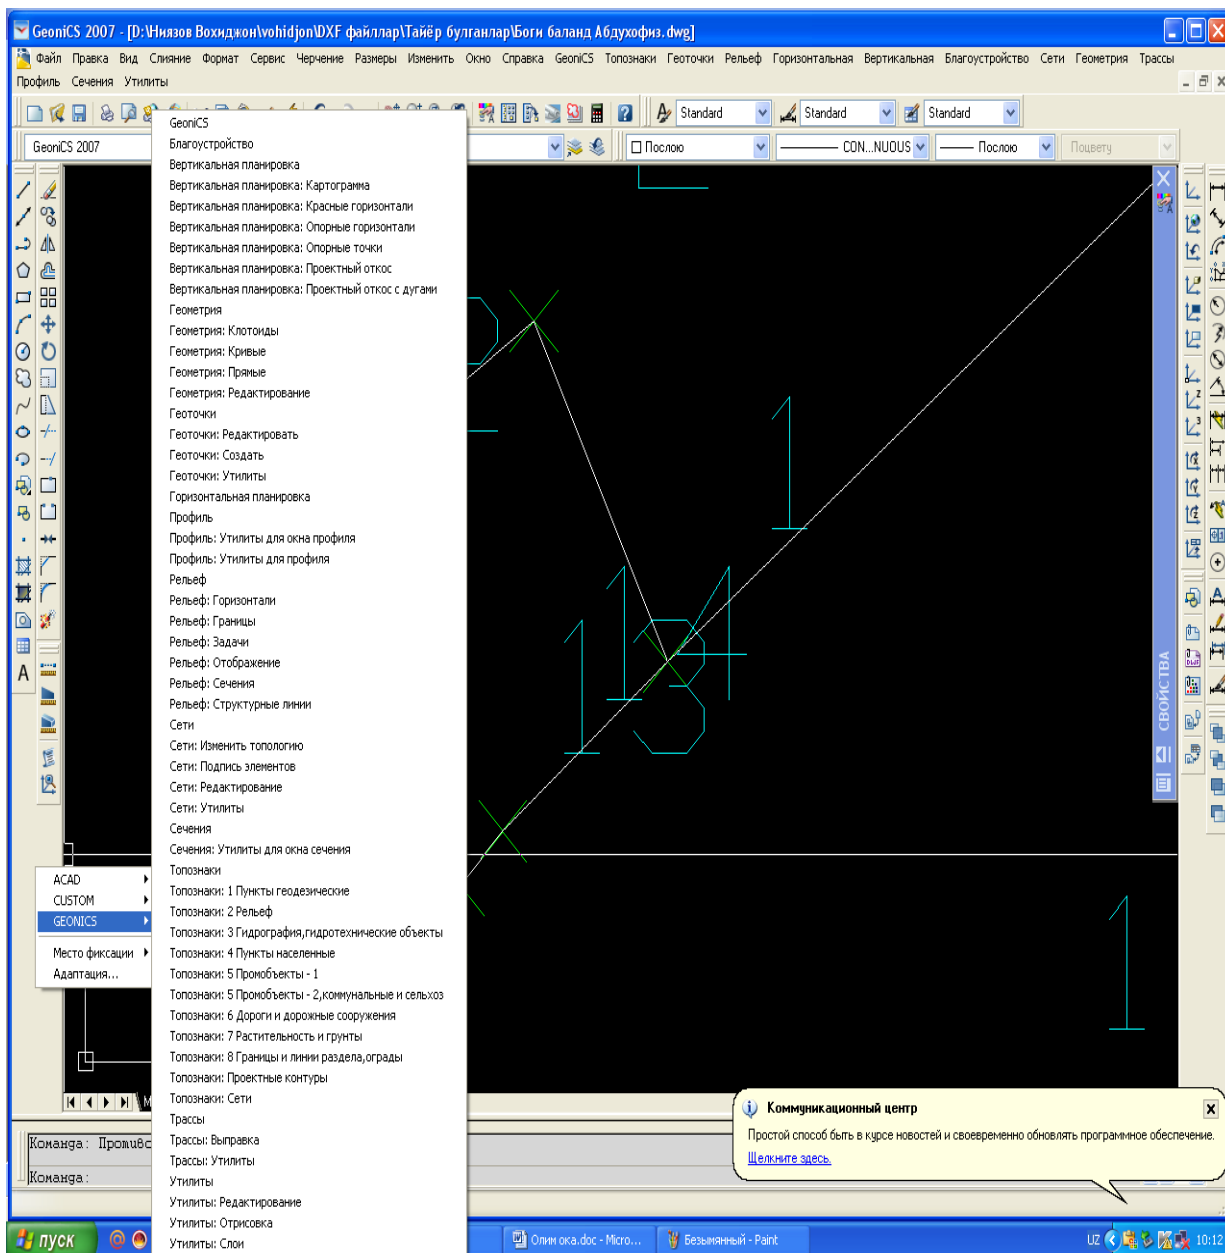 GeoniCS 2007 - [D:\Ниязов Вохиджон\vohidjon\DXF файллар\Тайёр булганлар\Боги баланд Абдухофиз.dwg]
Файл Правка Вид Слияние Формат Сервис Черчение Размеры Изменить Окно Справка GeoniCS Топознаки Геоточки Рельеф Горизонтальная Вертикальная Благоустройство Сети Геометрия Трассы
Профиль Сечения Утилиты
Standard Standard Standard
GeoniCS 2007 Послою CON...NUOUS Послою Поцвету
GeoniCS
Благоустройство
Вертикальная планировка
Вертикальная планировка: Картограмма
Вертикальная планировка: Красные горизонтали
Вертикальная планировка: Опорные горизонтали
Вертикальная планировка: Опорные точки
Вертикальная планировка: Проектный откос
Вертикальная планировка: Проектный откос с дугами
Геометрия
Геометрия: Клотоиды
Геометрия: Кривые
Геометрия: Прямые
Геометрия: Редактирование
Геоточки
Геоточки: Редактировать
Геоточки: Создать
Геоточки: Утилиты
Горизонтальная планировка
Профиль
Профиль: Утилиты для окна профиля
Профиль: Утилиты для профиля
Рельеф
Рельеф: Горизонтали
Рельеф: Границы
Рельеф: Задачи
Рельеф: Отображение
Рельеф: Сечения
Рельеф: Структурные линии
Сети
Сети: Изменить топологию
Сети: Подпись элементов
Сети: Редактирование
Сети: Утилиты
Сечения
Сечения: Утилиты для окна сечения
Топознаки
Топознаки: 1 Пункты геодезические
Топознаки: 2 Рельеф
Топознаки: 3 Гидрография,гидротехнические объекты
Топознаки: 4 Пункты населенные
Топознаки: 5 Промобъекты - 1
Топознаки: 5 Промобъекты - 2,коммунальные и сельхоз
Топознаки: 6 Дороги и дорожные сооружения
Топознаки: 7 Растительность и грунты
Топознаки: 8 Границы и линии раздела,ограды
Топознаки: Проектные контуры
Топознаки: Сети
Трассы
Трассы: Выправка
Трассы: Утилиты
Утилиты
Утилиты: Редактирование
Утилиты: Отрисовка
Утилиты: Слои
ACAD
CUSTOM
GEONICS
Место фиксации
Адаптация...
1
14
13
1
СВОЙСТВА
Коммуникационный центр
Простой способ быть в курсе новостей и своевременно обновлять программное обеспечение.
Щелкните здесь.
Команда:
Команда:
пуск Олим ока.doc - Micro... Безымянный - Paint UZ 10:12